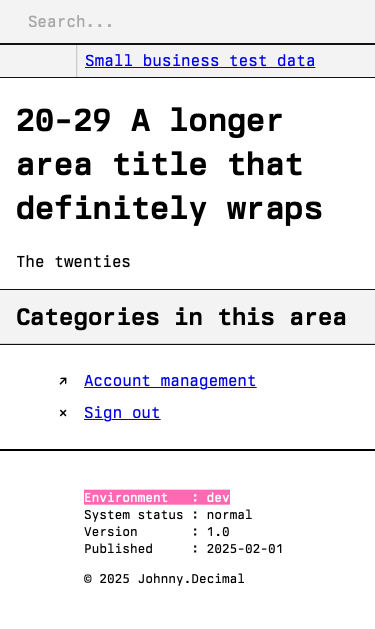 Search...
Small business test data
20-29 A longer
area title that
definitely wraps
The twenties
Categories in this area
↗ Account management
× Sign out
Environment   : dev
System status : normal
Version       : 1.0
Published     : 2025-02-01
© 2025 Johnny.Decimal